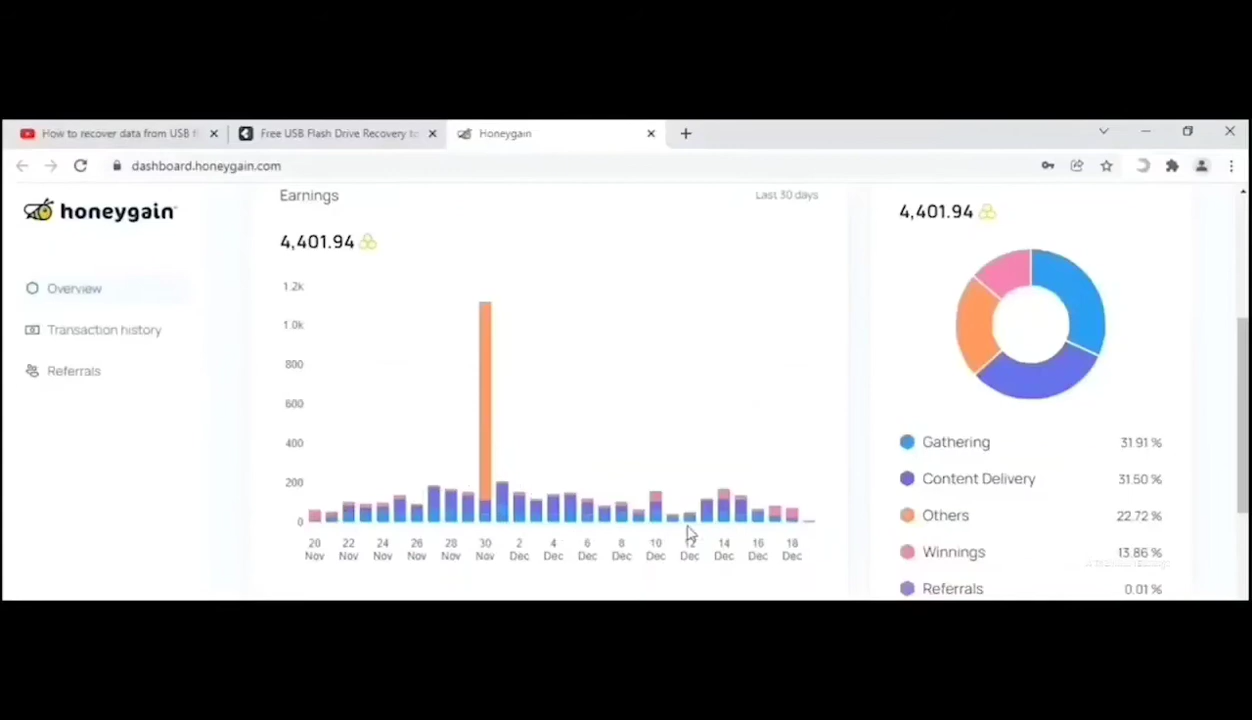 How to recover data from USB f
Free USB Flash Drive Recovery to
Honeygain
dashboard.honeygain.com
honeygain
Overview
Transaction history
Referrals
Earnings
Last 30 days
4,401.94
1.2k
1.0k
800
600
400
200
0
20 Nov
22 Nov
24 Nov
26 Nov
28 Nov
30 Nov
2 Dec
4 Dec
6 Dec
8 Dec
10 Dec
12 Dec
14 Dec
16 Dec
18 Dec
4,401.94
Gathering 31.91 %
Content Delivery 31.50 %
Others 22.72 %
Winnings 13.86 %
Referrals 0.01 %